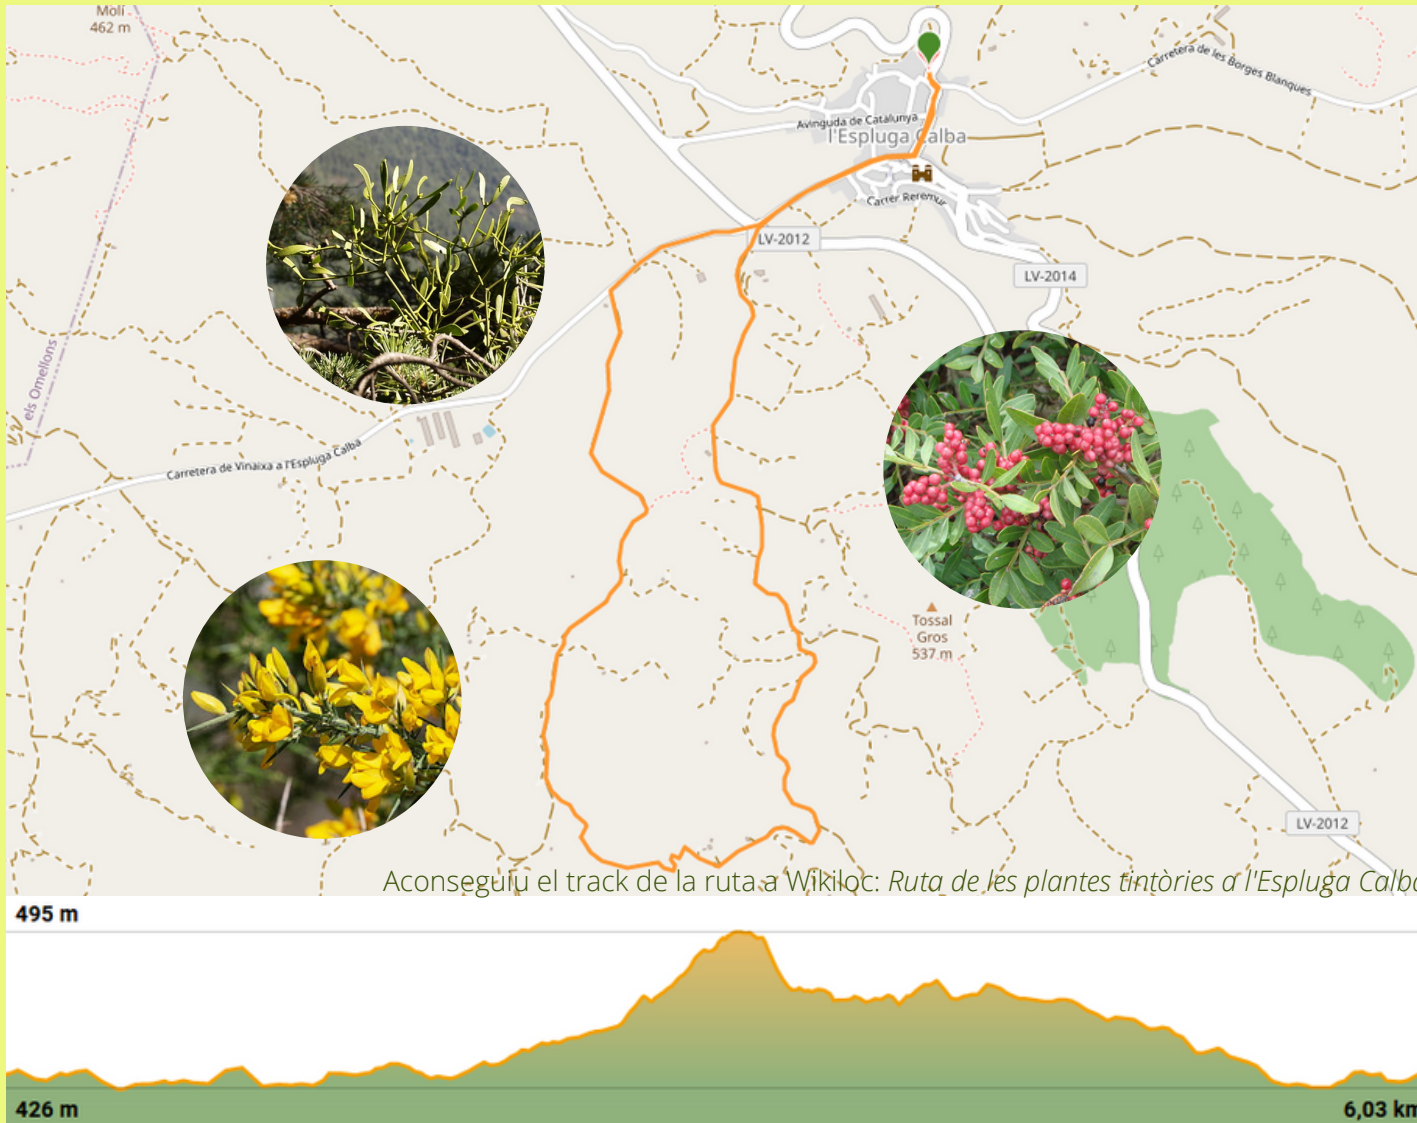 Molí
462 m
Carretera de les Borges Blanques
Avinguda de Catalunya
l'Espluga Calba
Carrer Reremur
LV-2012
LV-2014
els Omellons
Carretera de Vinaixa a l'Espluga Calba
Tossal
Gros
537 m
LV-2012
Aconseguiu el track de la ruta a Wikiloc: Ruta de les plantes tintòries a l'Espluga Calba
495 m
426 m
6,03 km